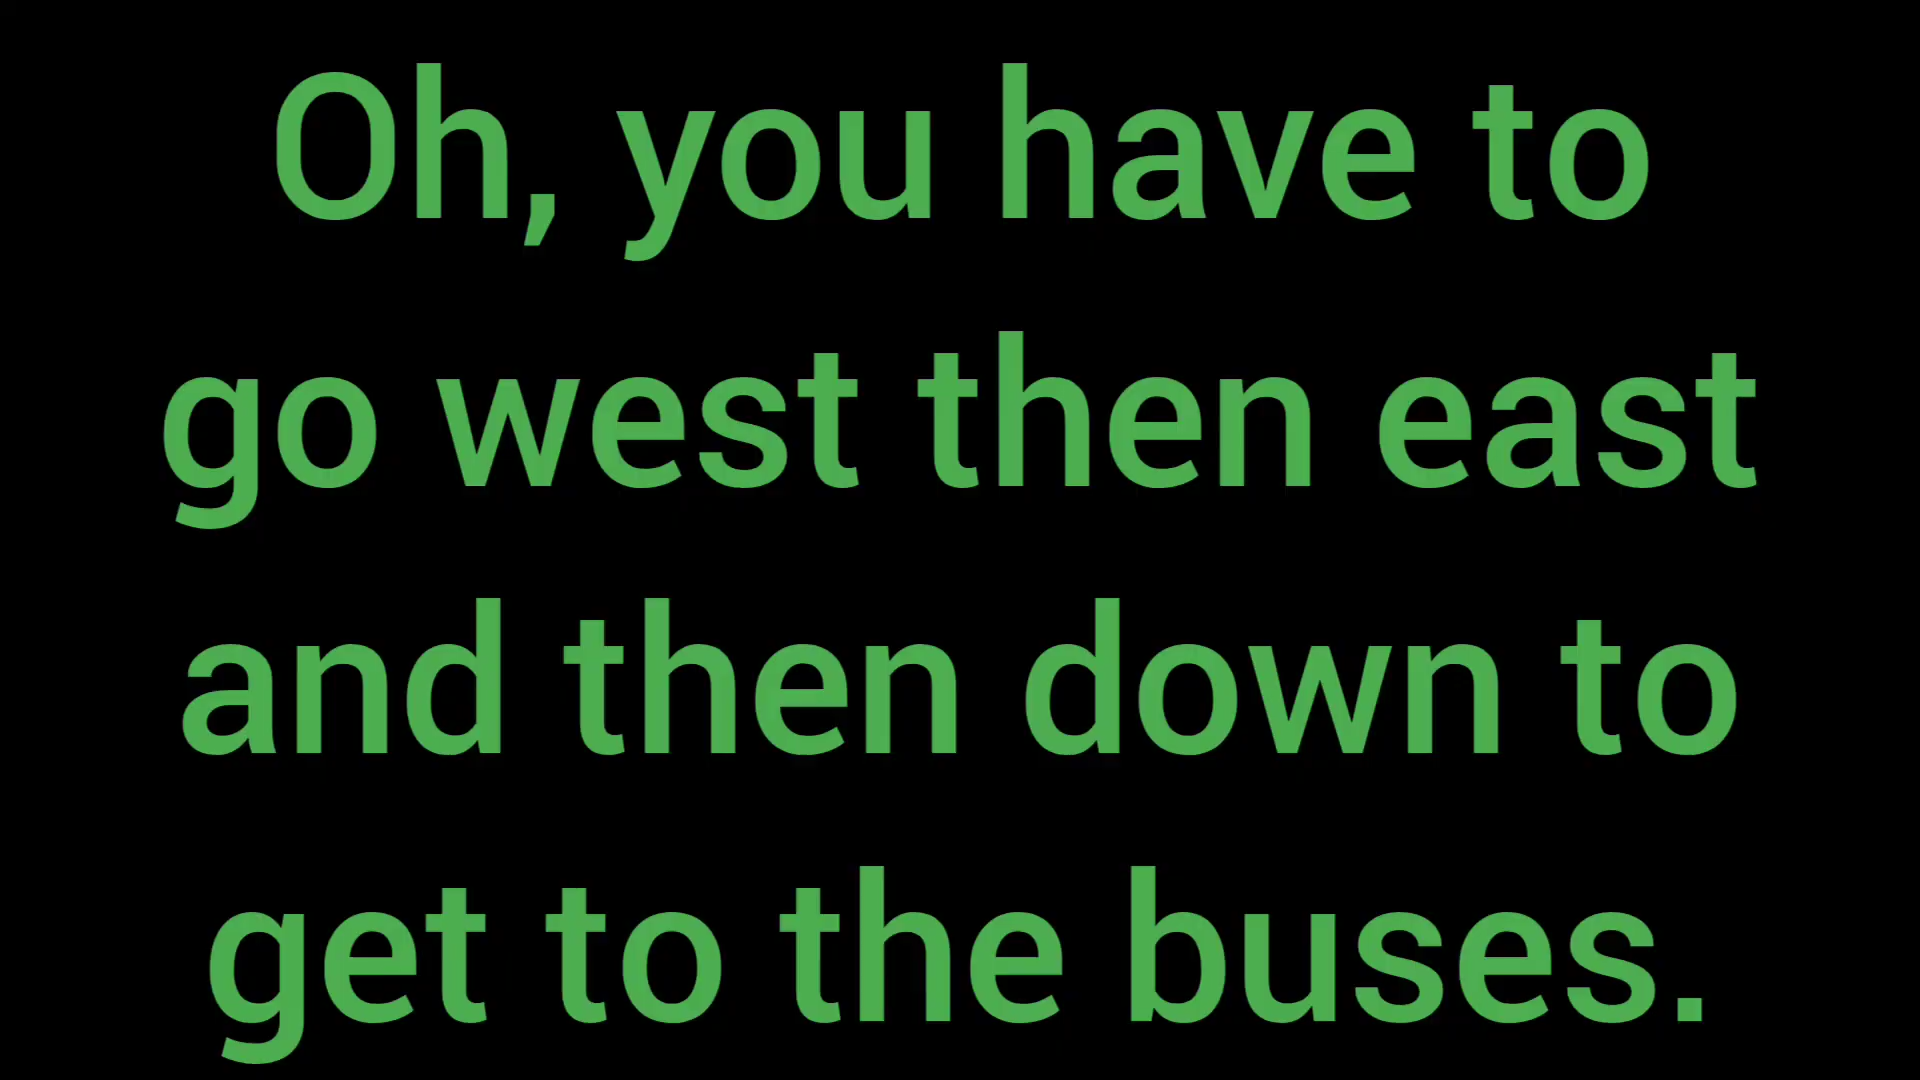 Oh, you have to
go west then east
and then down to
get to the buses.